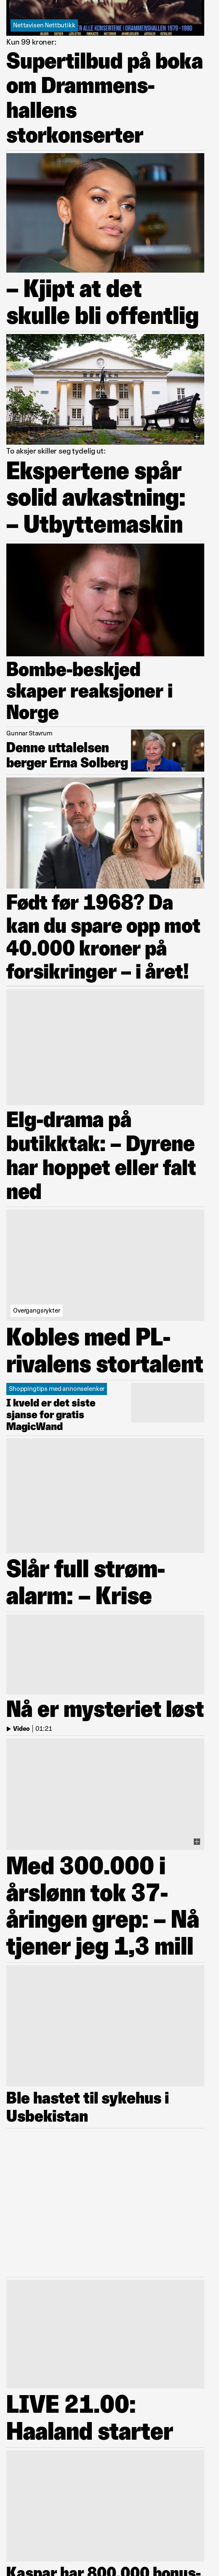 ALLE KONSERTENE I DRAMMENSHALLEN 1979-1990
Nettavisen Nettbutikk
Kun 99 kroner:
Supertilbud på boka
om Drammens-
hallens
storkonserter
– Kjipt at det
skulle bli offentlig
To aksjer skiller seg tydelig ut:
Ekspertene spår
solid avkastning:
– Utbyttemaskin
Bombe-beskjed
skaper reaksjoner i
Norge
Gunnar Stavrum
Denne uttalelsen
berger Erna Solberg
Født før 1968? Da
kan du spare opp mot
40.000 kroner på
forsikringer – i året!
Elg-drama på
butikktak: – Dyrene
har hoppet eller falt
ned
Overgangsrykter
Kobles med PL-
rivalens stortalent
Shoppingtips med annonselenker
I kveld er det siste
sjanse for gratis
MagicWand
Slår full strøm-
alarm: – Krise
Nå er mysteriet løst
Video 01:21
Med 300.000 i
årslønn tok 37-
åringen grep: – Nå
tjener jeg 1,3 mill
Ble hastet til sykehus i
Usbekistan
LIVE 21.00:
Haaland starter
Kaspar har 800.000 bonus-